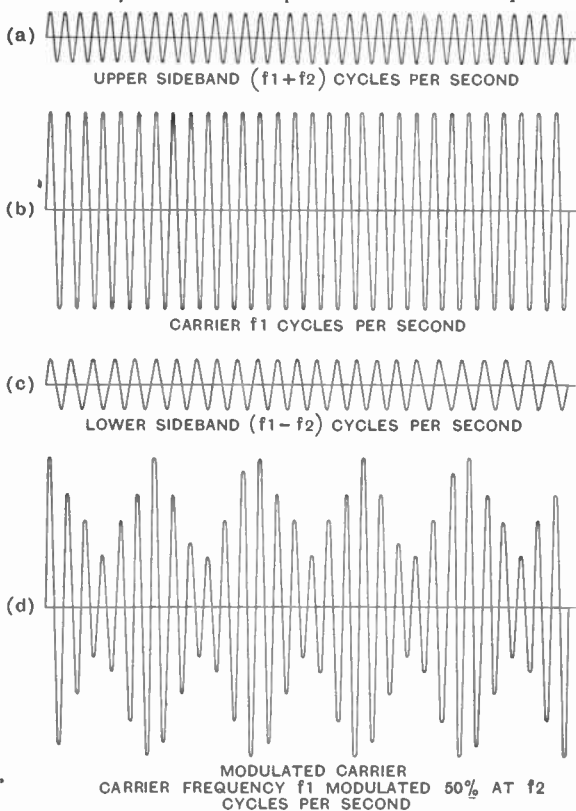 (a)
UPPER SIDEBAND (f1+f2) CYCLES PER SECOND
(b)
CARRIER f1 CYCLES PER SECOND
(c)
LOWER SIDEBAND (f1-f2) CYCLES PER SECOND
(d)
MODULATED CARRIER
CARRIER FREQUENCY f1 MODULATED 50% AT f2
CYCLES PER SECOND